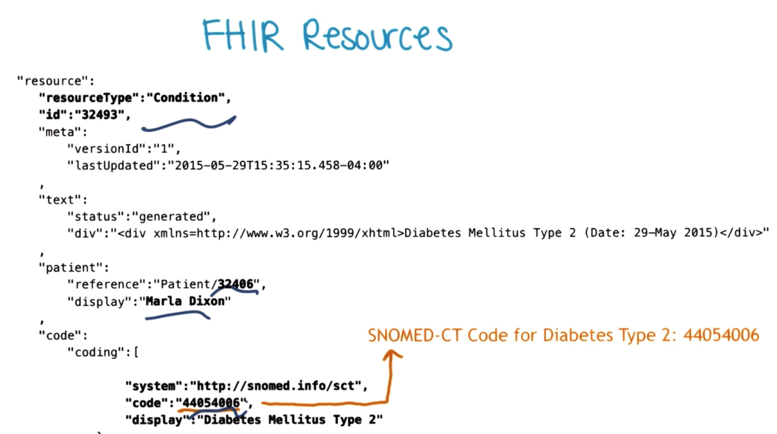 FHIR Resources
"resource":
"resourceType":"Condition",
"id":"32493",
"meta":
"versionId":"1",
"lastUpdated":"2015-05-29T15:35:15.458-04:00"
,
"text":
"status":"generated",
"div":"<div xmlns=http://www.w3.org/1999/xhtml>Diabetes Mellitus Type 2 (Date: 29-May 2015)</div>"
,
"patient":
"reference":"Patient/32406",
"display":"Marla Dixon"
,
"code":
"coding":[
SNOMED-CT Code for Diabetes Type 2: 44054006
"system":"http://snomed.info/sct",
"code":"44054006",
"display":"Diabetes Mellitus Type 2"